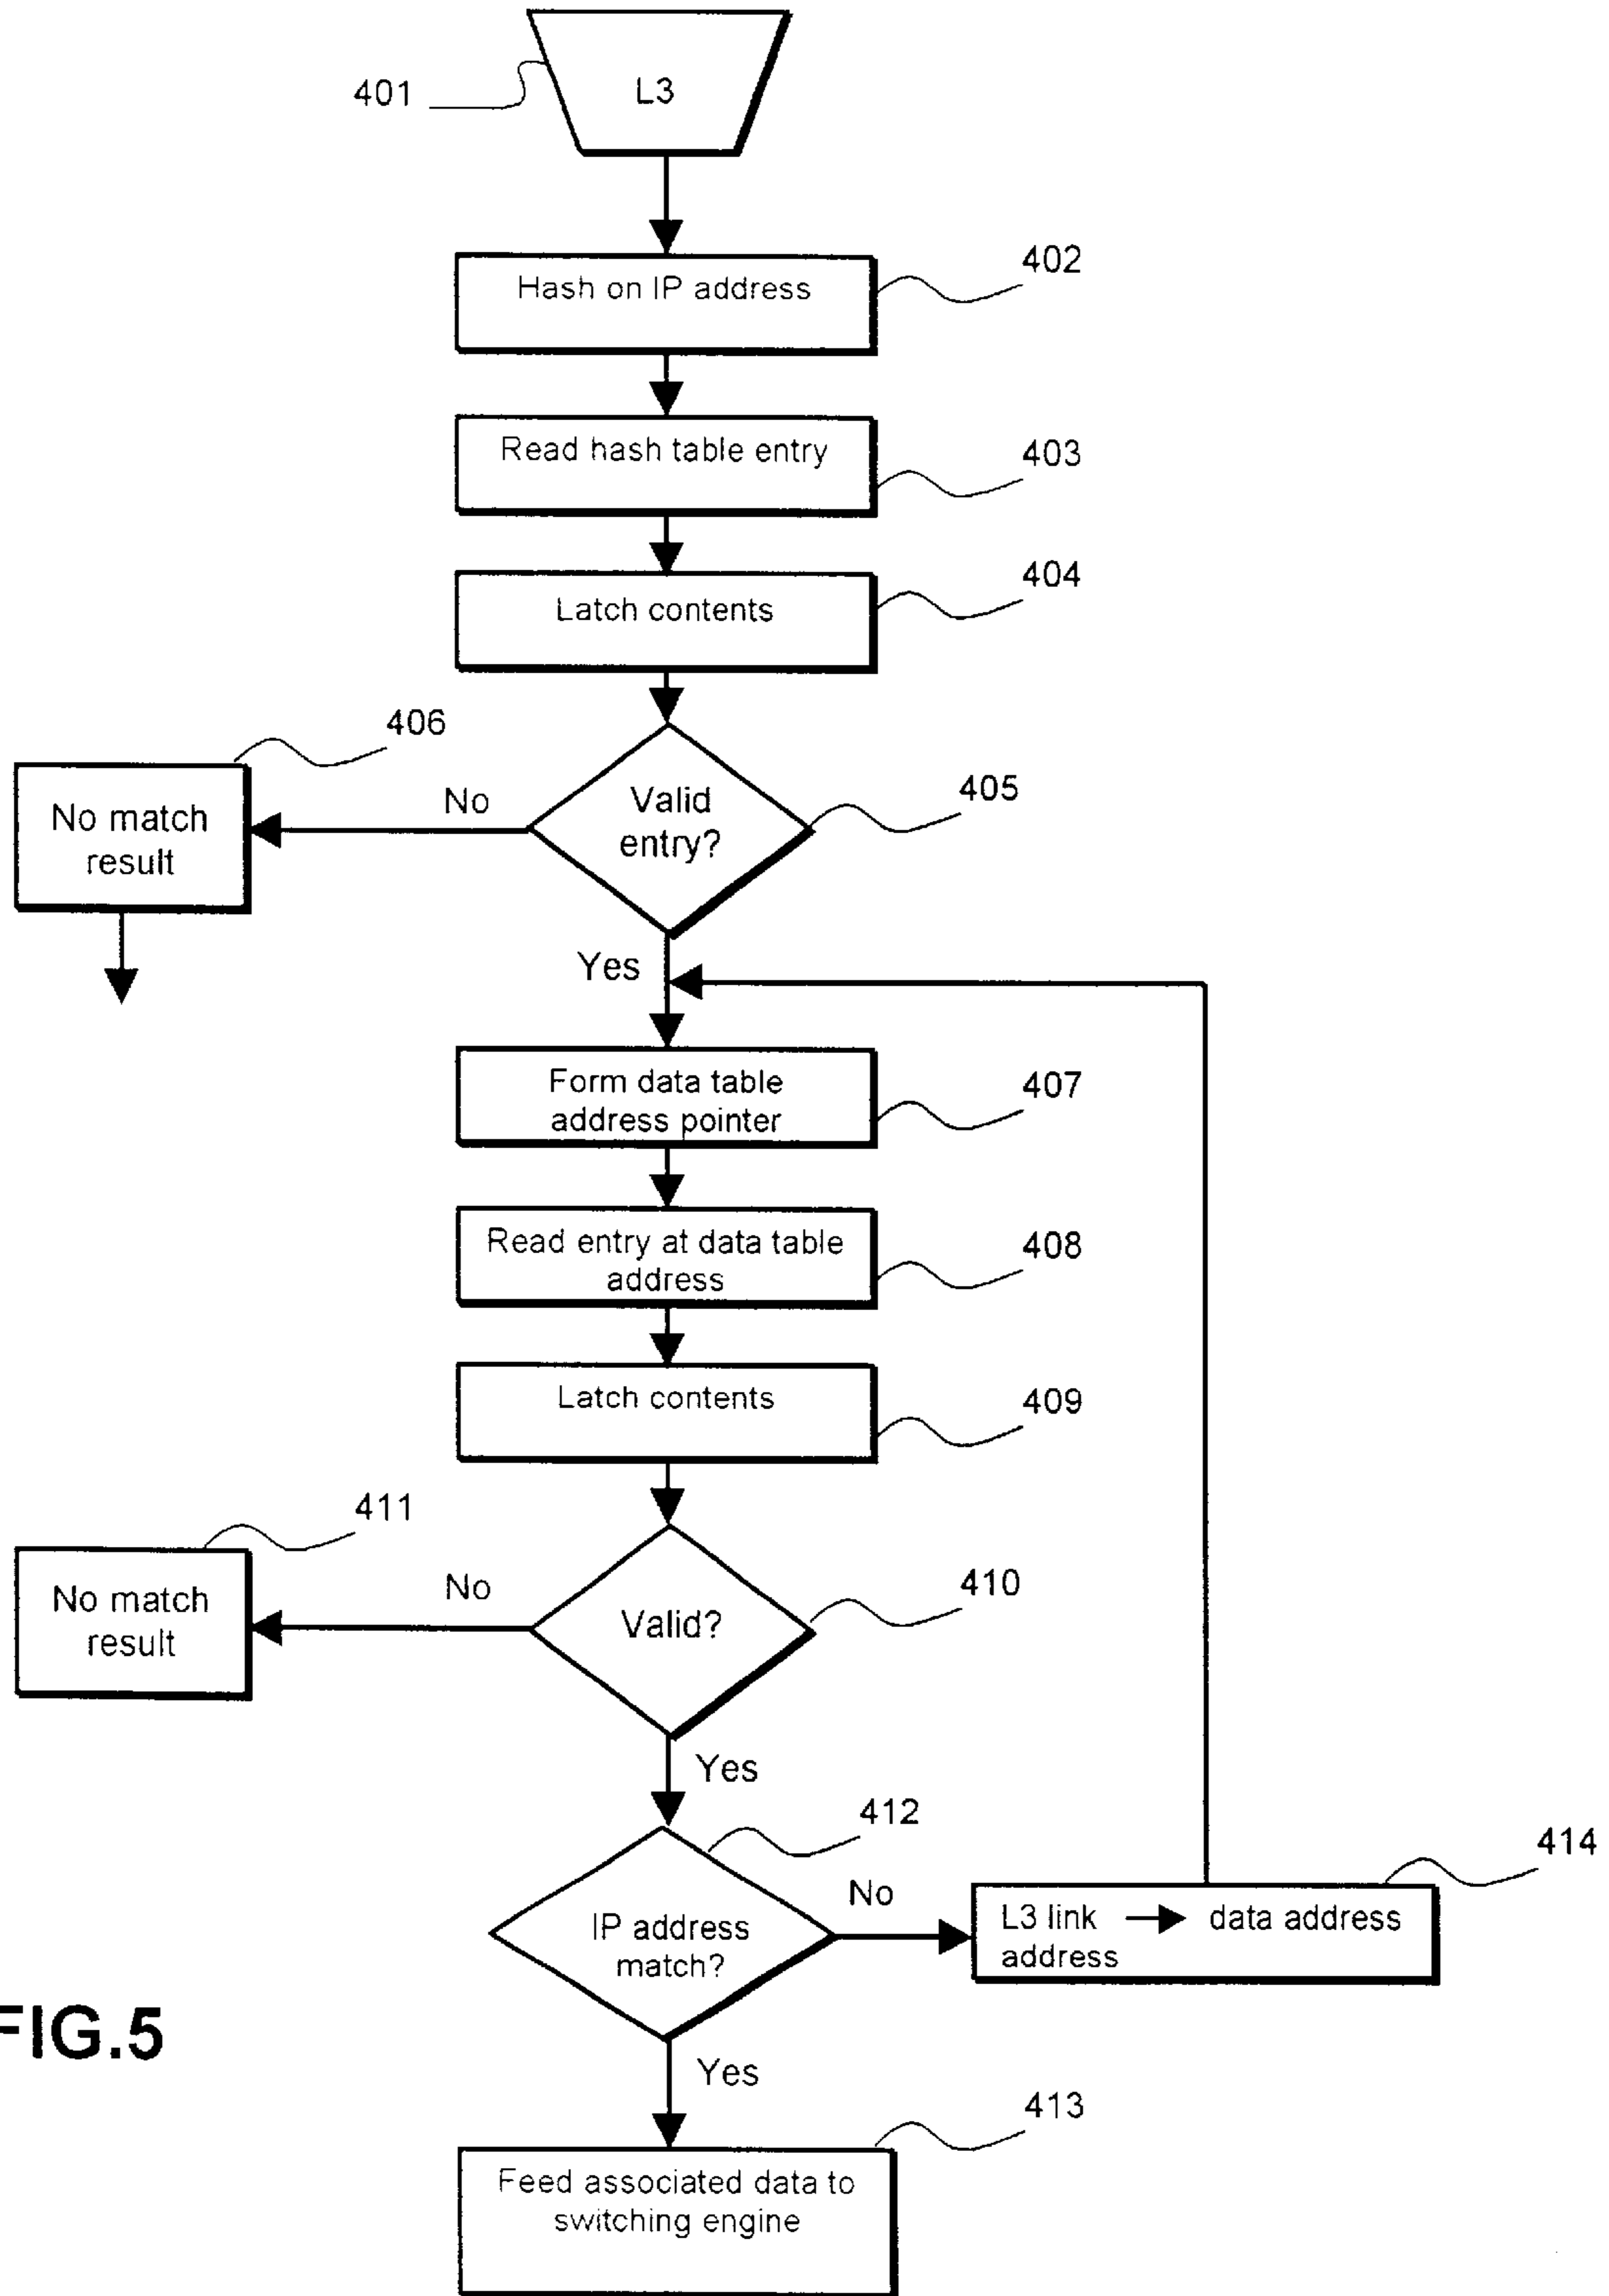 L3
401
402
Hash on IP address
403
Read hash table entry
404
Latch contents
406
405
No
Valid
entry?
No match
result
Yes
Form data table
address pointer
407
Read entry at data table
address
408
Latch contents
409
411
410
No
Valid?
No match
result
Yes
412
414
No
L3 link → data address
address
IP address
match?
FIG.5
Yes
413
Feed associated data to
switching engine